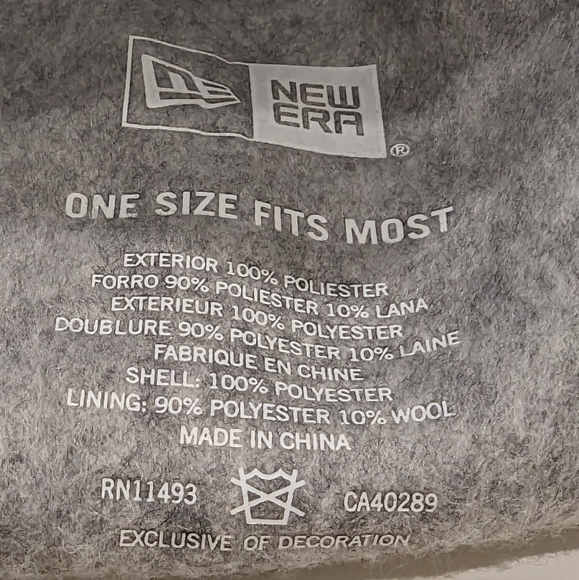 NEW
ERA
®
ONE SIZE FITS MOST
EXTERIOR 100% POLIESTER
FORRO 90% POLIESTER 10% LANA
EXTERIEUR 100% POLYESTER
DOUBLURE 90% POLYESTER 10% LAINE
FABRIQUE EN CHINE
SHELL: 100% POLYESTER
LINING: 90% POLYESTER 10% WOOL
MADE IN CHINA
RN11493 CA40289
EXCLUSIVE OF DECORATION